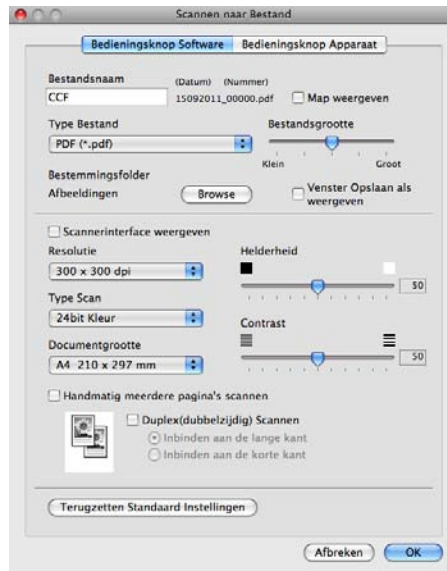 Scannen naar Bestand
Bedieningsknop Software Bedieningsknop Apparaat
Bestandsnaam (Datum) (Nummer)
CCF 15092011_00000.pdf Map weergeven
Type Bestand Bestandsgrootte
PDF (*.pdf)
Klein Groot
Bestemmingsfolder
Afbeeldingen Browse Venster Opslaan als
weergeven
Scannerinterface weergeven
Resolutie Helderheid
300 x 300 dpi
50
Type Scan
24bit Kleur
Contrast
Documentgrootte
A4 210 x 297 mm 50
Handmatig meerdere pagina's scannen
Duplex(dubbelzijdig) Scannen
Inbinden aan de lange kant
Inbinden aan de korte kant
Terugzetten Standaard Instellingen
Afbreken OK